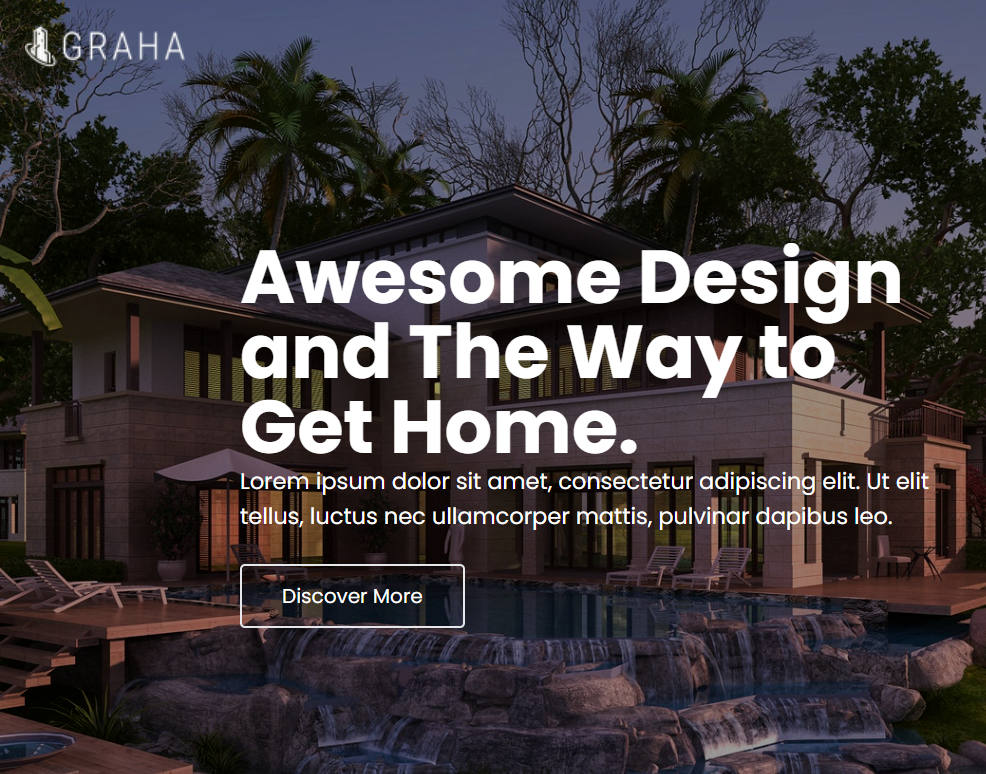 GRAHA
Awesome Design
and The Way to
Get Home.
Lorem ipsum dolor sit amet, consectetur adipiscing elit. Ut elit
tellus, luctus nec ullamcorper mattis, pulvinar dapibus leo.
Discover More